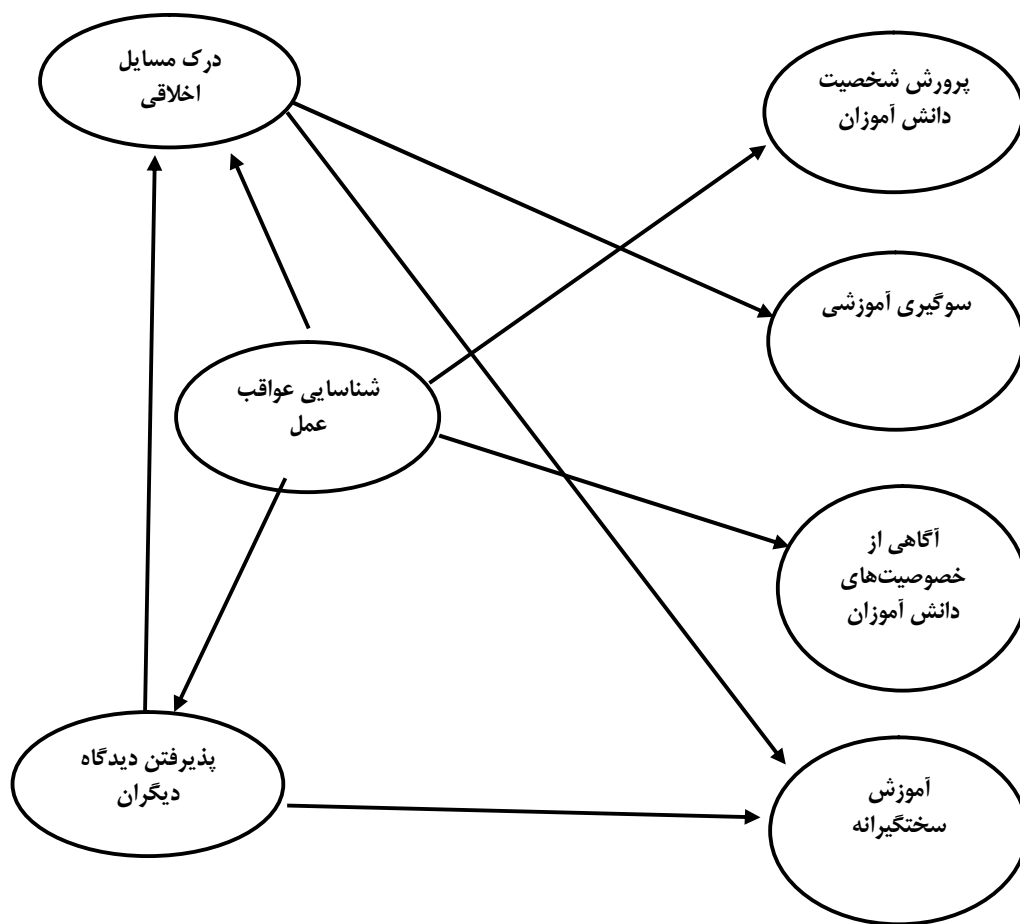 درک مسایل
اخلاقی
پرورش شخصیت
دانش آموزان
سوگیری آموزشی
شناسایی عواقب
عمل
آگاهی از
خصوصیت‌های
دانش آموزان
پذیرفتن دیدگاه
دیگران
آموزش
سختگیرانه